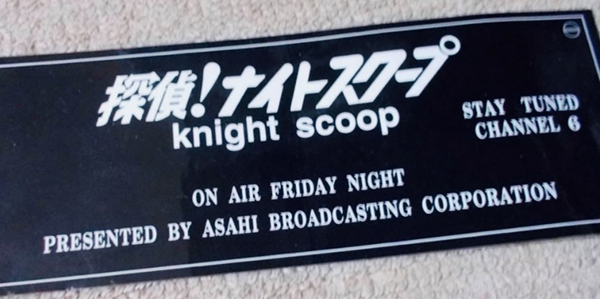 探偵!ナイトスクープ
knight scoop
STAY TUNED
CHANNEL 6
ON AIR FRIDAY NIGHT
PRESENTED BY ASAHI BROADCASTING CORPORATION